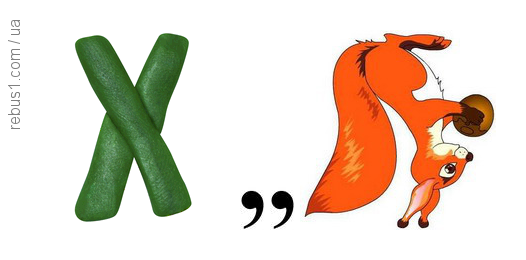 rebus1.com/ua
Х
,,